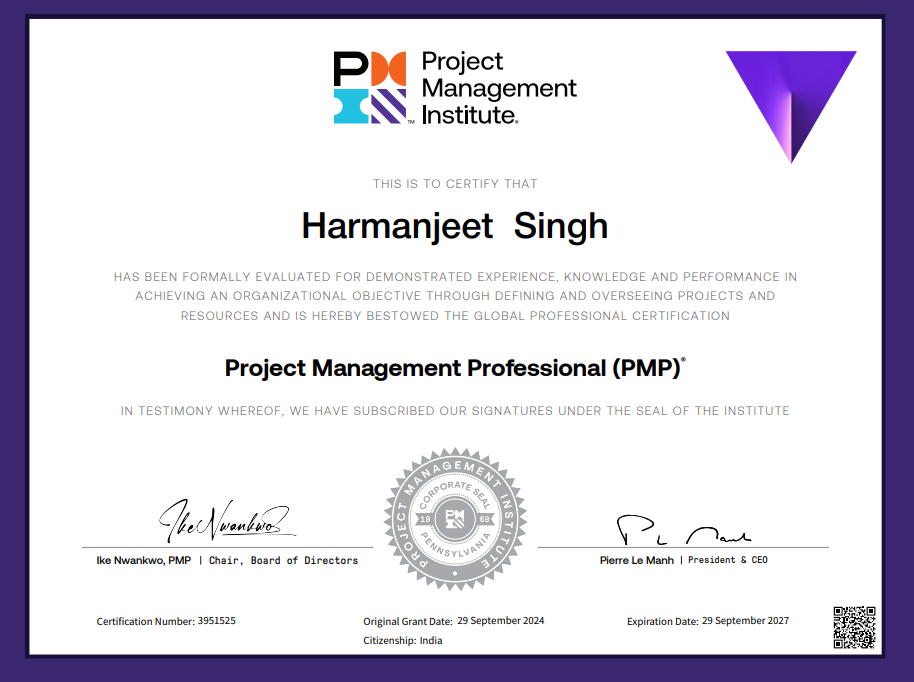 Project
Management
Institute.
™
THIS IS TO CERTIFY THAT
Harmanjeet Singh
HAS BEEN FORMALLY EVALUATED FOR DEMONSTRATED EXPERIENCE, KNOWLEDGE AND PERFORMANCE IN
ACHIEVING AN ORGANIZATIONAL OBJECTIVE THROUGH DEFINING AND OVERSEEING PROJECTS AND
RESOURCES AND IS HEREBY BESTOWED THE GLOBAL PROFESSIONAL CERTIFICATION
Project Management Professional (PMP)®
IN TESTIMONY WHEREOF, WE HAVE SUBSCRIBED OUR SIGNATURES UNDER THE SEAL OF THE INSTITUTE
PROJECT MANAGEMENT INSTITUTE
CORPORATE SEAL
19 69
PENNSYLVANIA
Ike Nwankwo
Ike Nwankwo, PMP | Chair, Board of Directors
Pierre Le Manh | President & CEO
Certification Number: 3951525
Original Grant Date: 29 September 2024
Expiration Date: 29 September 2027
Citizenship: India